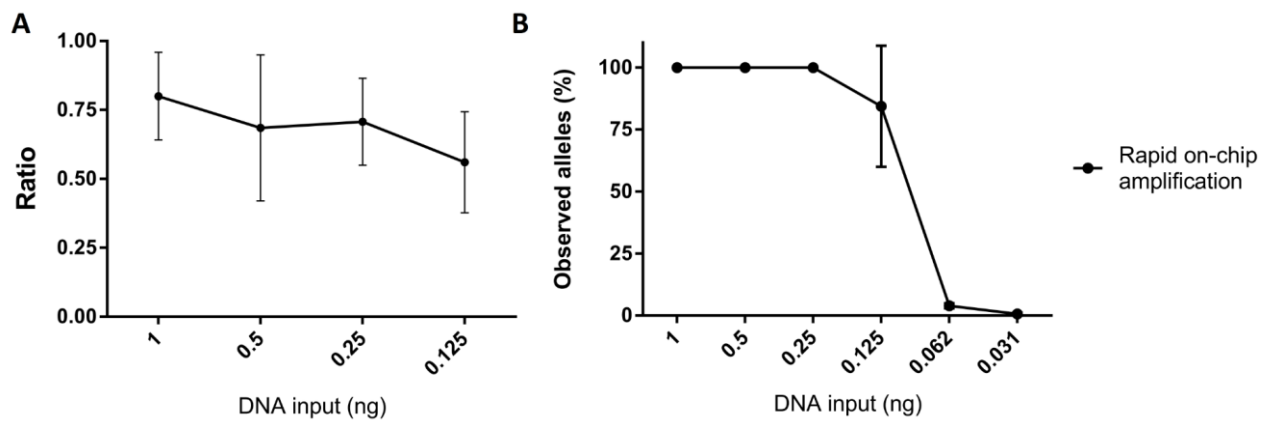 A
Ratio
1.00
0.75
0.50
0.25
0.00
1
0.5
0.25
0.125
DNA input (ng)
B
Observed alleles (%)
100
75
50
25
0
1
0.5
0.25
0.125
0.062
0.031
DNA input (ng)
Rapid on-chip
amplification